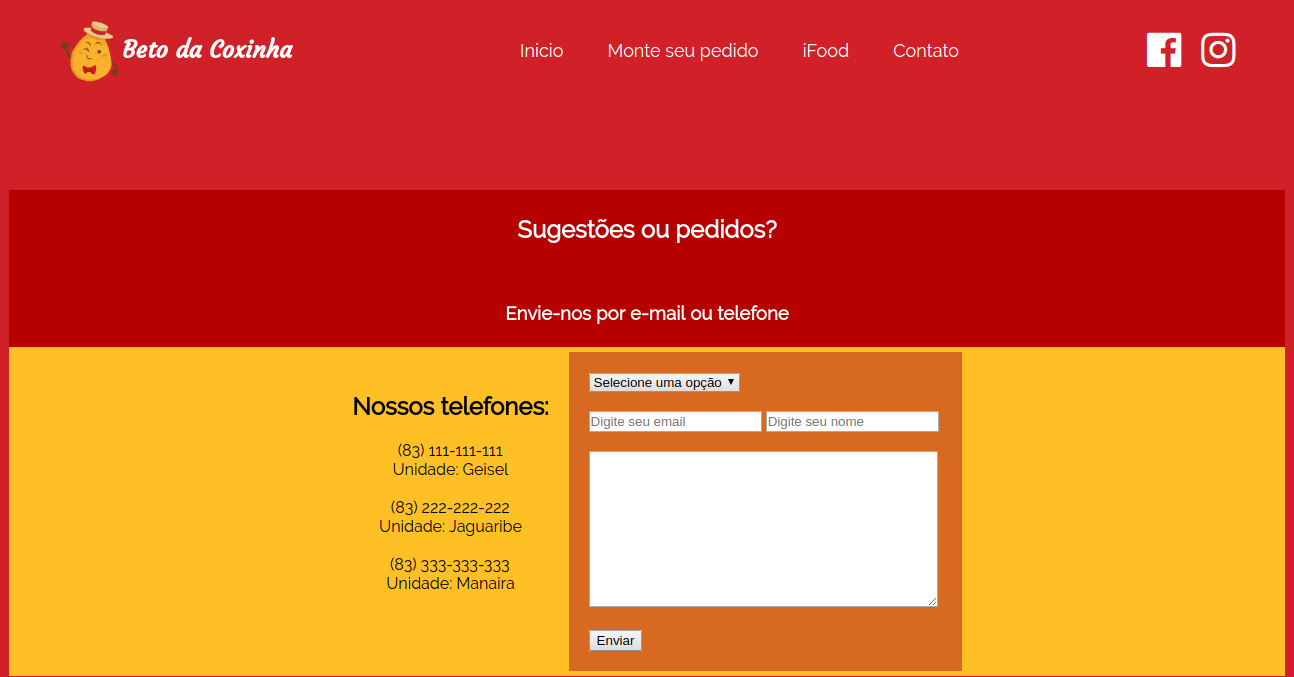 Beto da Coxinha
Inicio Monte seu pedido iFood Contato
Sugestões ou pedidos?
Envie-nos por e-mail ou telefone
Nossos telefones:
(83) 111-111-111
Unidade: Geisel
(83) 222-222-222
Unidade: Jaguaribe
(83) 333-333-333
Unidade: Manaira
Selecione uma opção
Digite seu email Digite seu nome
Enviar